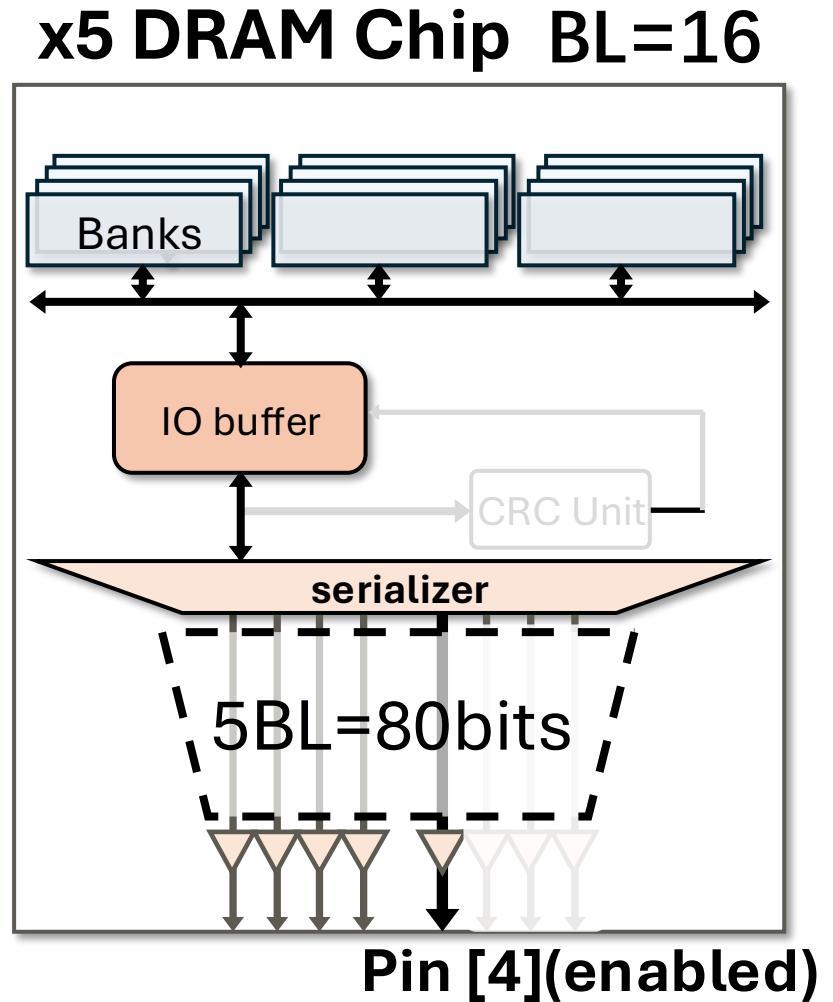 x5 DRAM Chip BL=16
Banks
IO buffer
CRC Unit
serializer
5BL=80bits
Pin [4](enabled)